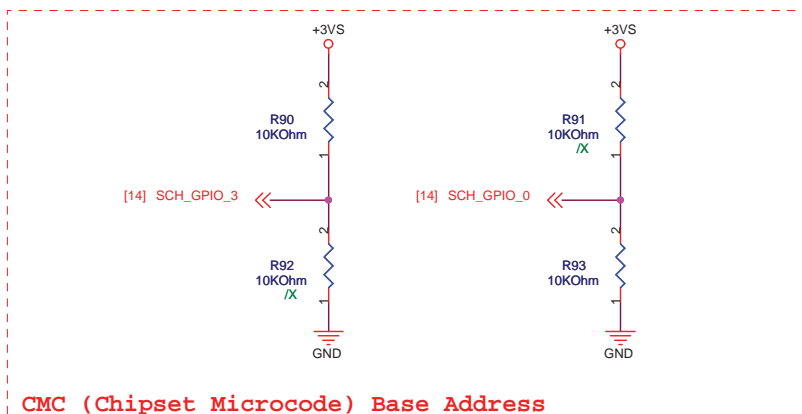 +3VS
+3VS
2
2
R90
10KOhm
R91
10KOhm
/X
1
1
[14] SCH_GPIO_3
[14] SCH_GPIO_0
2
2
R92
10KOhm
/X
R93
10KOhm
1
1
GND
GND
CMC (Chipset Microcode) Base Address